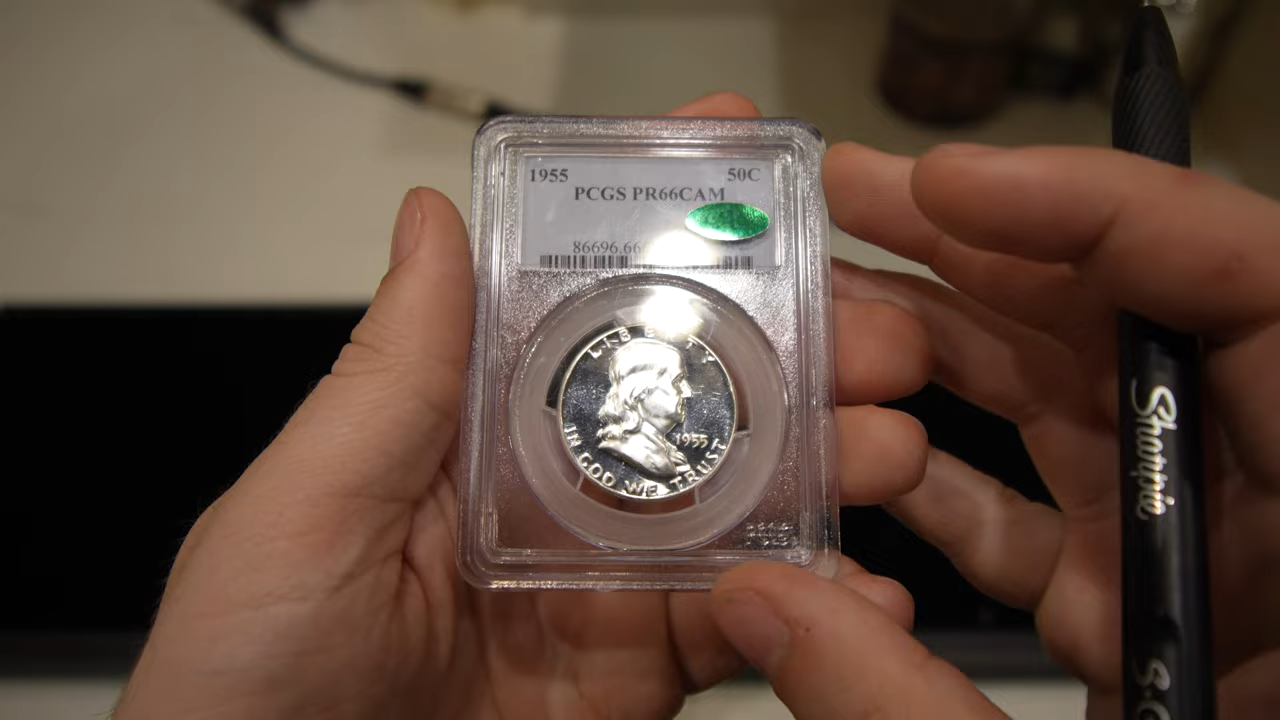 1955 50C
PCGS PR66CAM
86696.66
LIBERTY
1955
IN GOD WE TRUST
Sharpie
S.